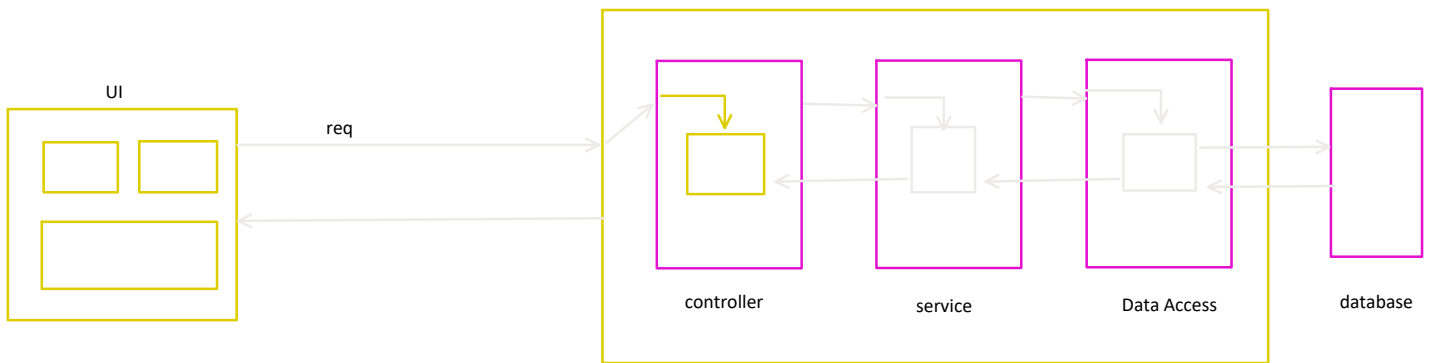 UI
req
controller
service
Data Access
database